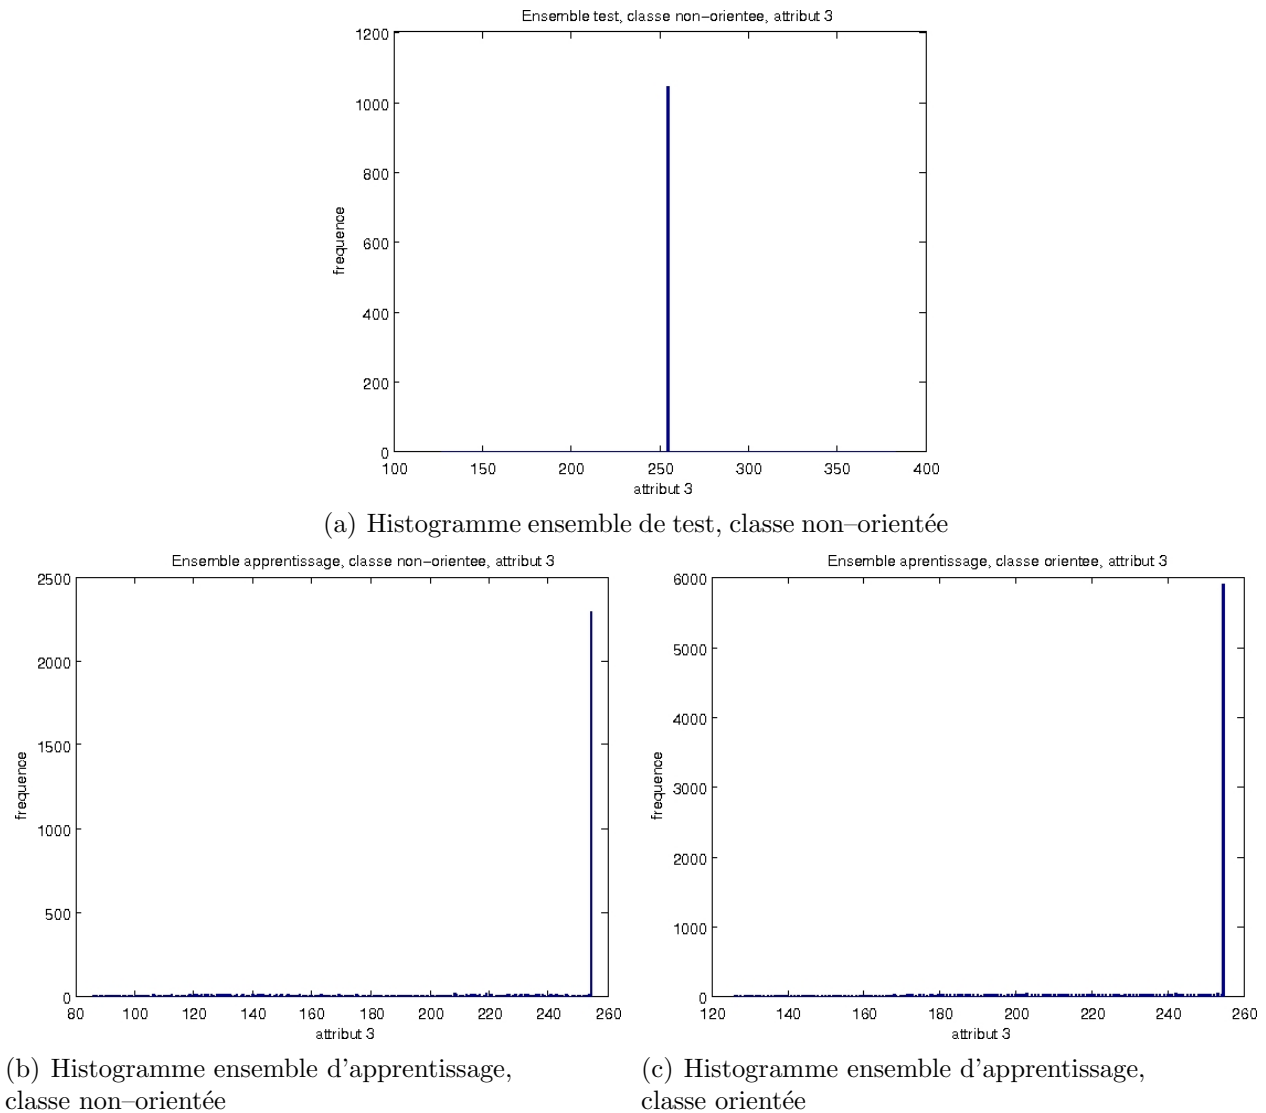 Ensemble test, classe non-orientee, attribut 3
1200
1000
800
600
400
200
0
frequence
100 150 200 250 300 350 400
attribut 3
(a) Histogramme ensemble de test, classe non–orientée
Ensemble apprentissage, classe non-orientee, attribut 3
2500
2000
1500
1000
500
0
frequence
80 100 120 140 160 180 200 220 240 260
attribut 3
(b) Histogramme ensemble d'apprentissage,
classe non–orientée
Ensemble aprentissage, classe orientee, attribut 3
6000
5000
4000
3000
2000
1000
0
frequence
120 140 160 180 200 220 240 260
attribut 3
(c) Histogramme ensemble d'apprentissage,
classe orientée